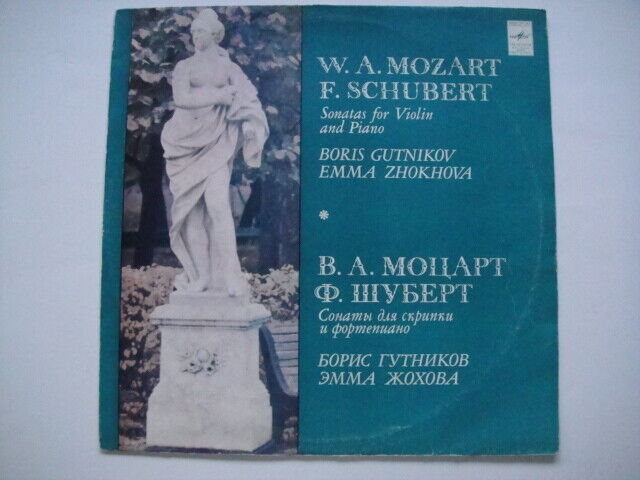 W. A. MOZART
F. SCHUBERT
Sonatas for Violin
and Piano
BORIS GUTNIKOV
EMMA ZHOKHOVA
*
В. А. МОЦАРТ
Ф. ШУБЕРТ
Сонаты для скрипки
и фортепиано
БОРИС ГУТНИКОВ
ЭММА ЖОХОВА